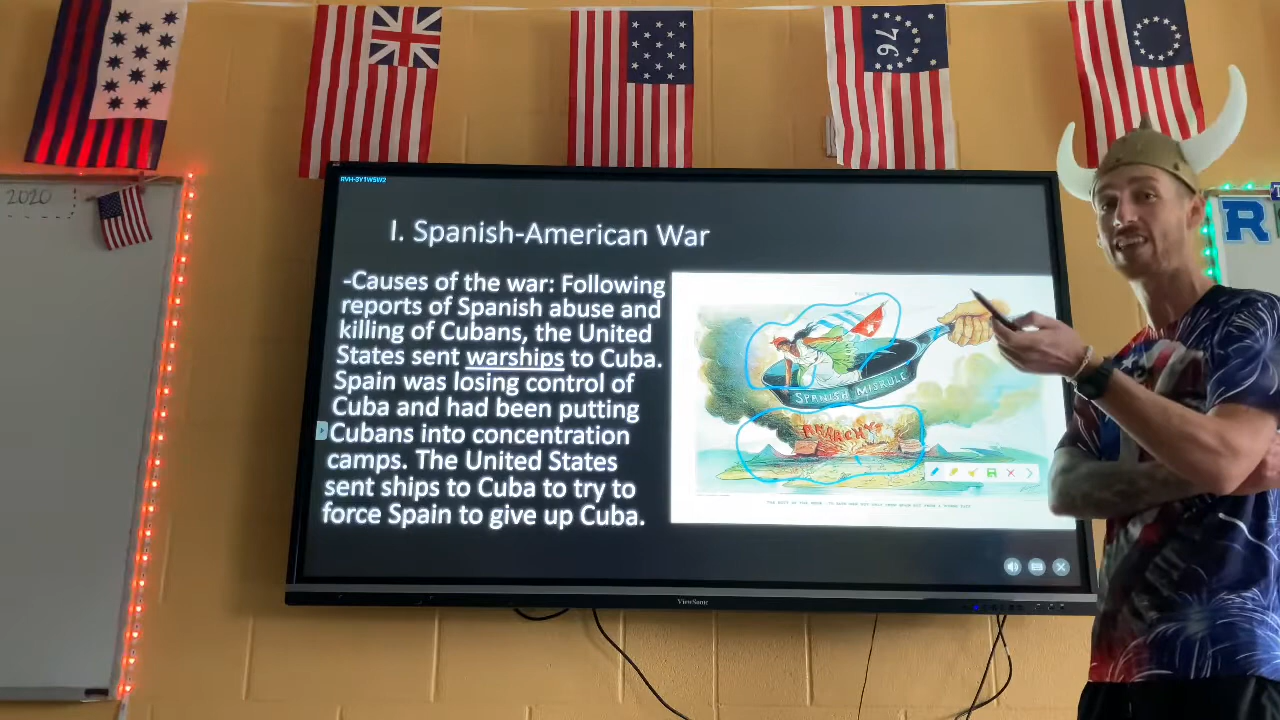 2020
76
RVH-3Y1W5W2
I. Spanish-American War
-Causes of the war: Following
reports of Spanish abuse and
killing of Cubans, the United
States sent warships to Cuba.
Spain was losing control of
Cuba and had been putting
Cubans into concentration
camps. The United States
sent ships to Cuba to try to
force Spain to give up Cuba.
SPANISH MISRULE
ANARCHY
ViewSonic
R